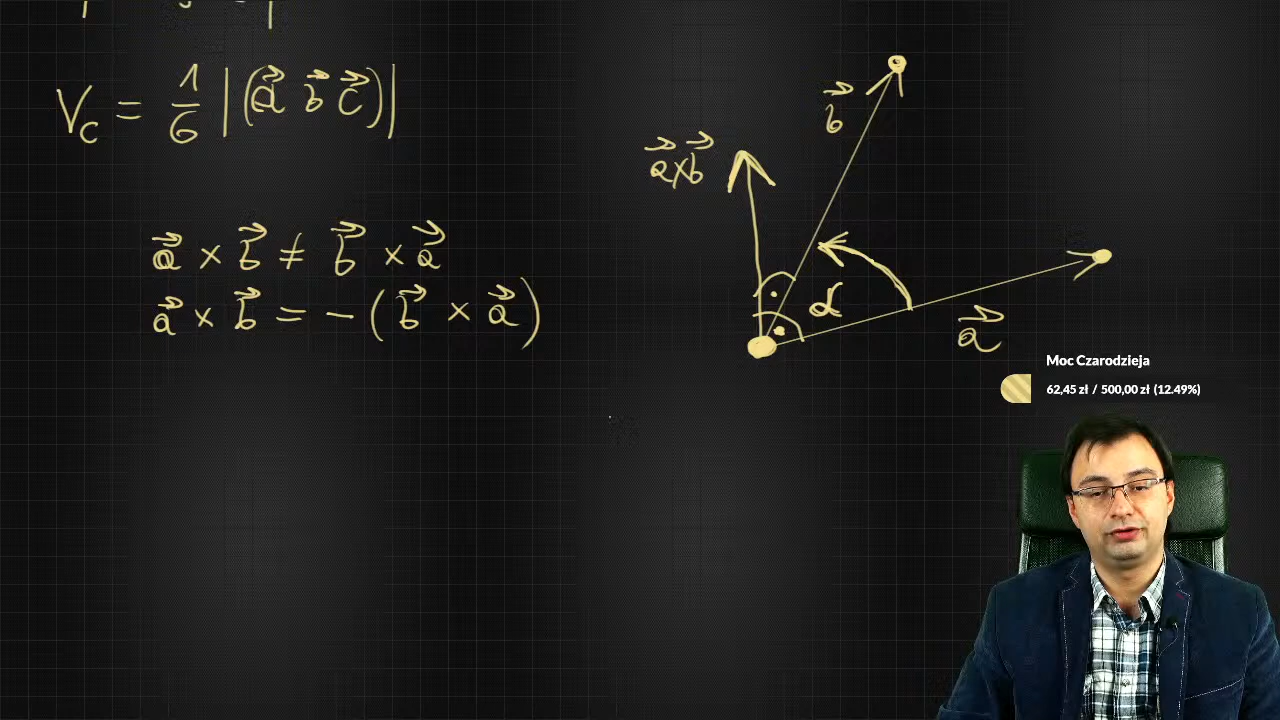 V_C = 1/6 |(a⃗ b⃗ c⃗)|
a⃗ × b⃗ ≠ b⃗ × a⃗
a⃗ × b⃗ = - (b⃗ × a⃗)
b⃗
a⃗×b⃗
α
a⃗
Moc Czarodzieja
62,45 zł / 500,00 zł (12.49%)